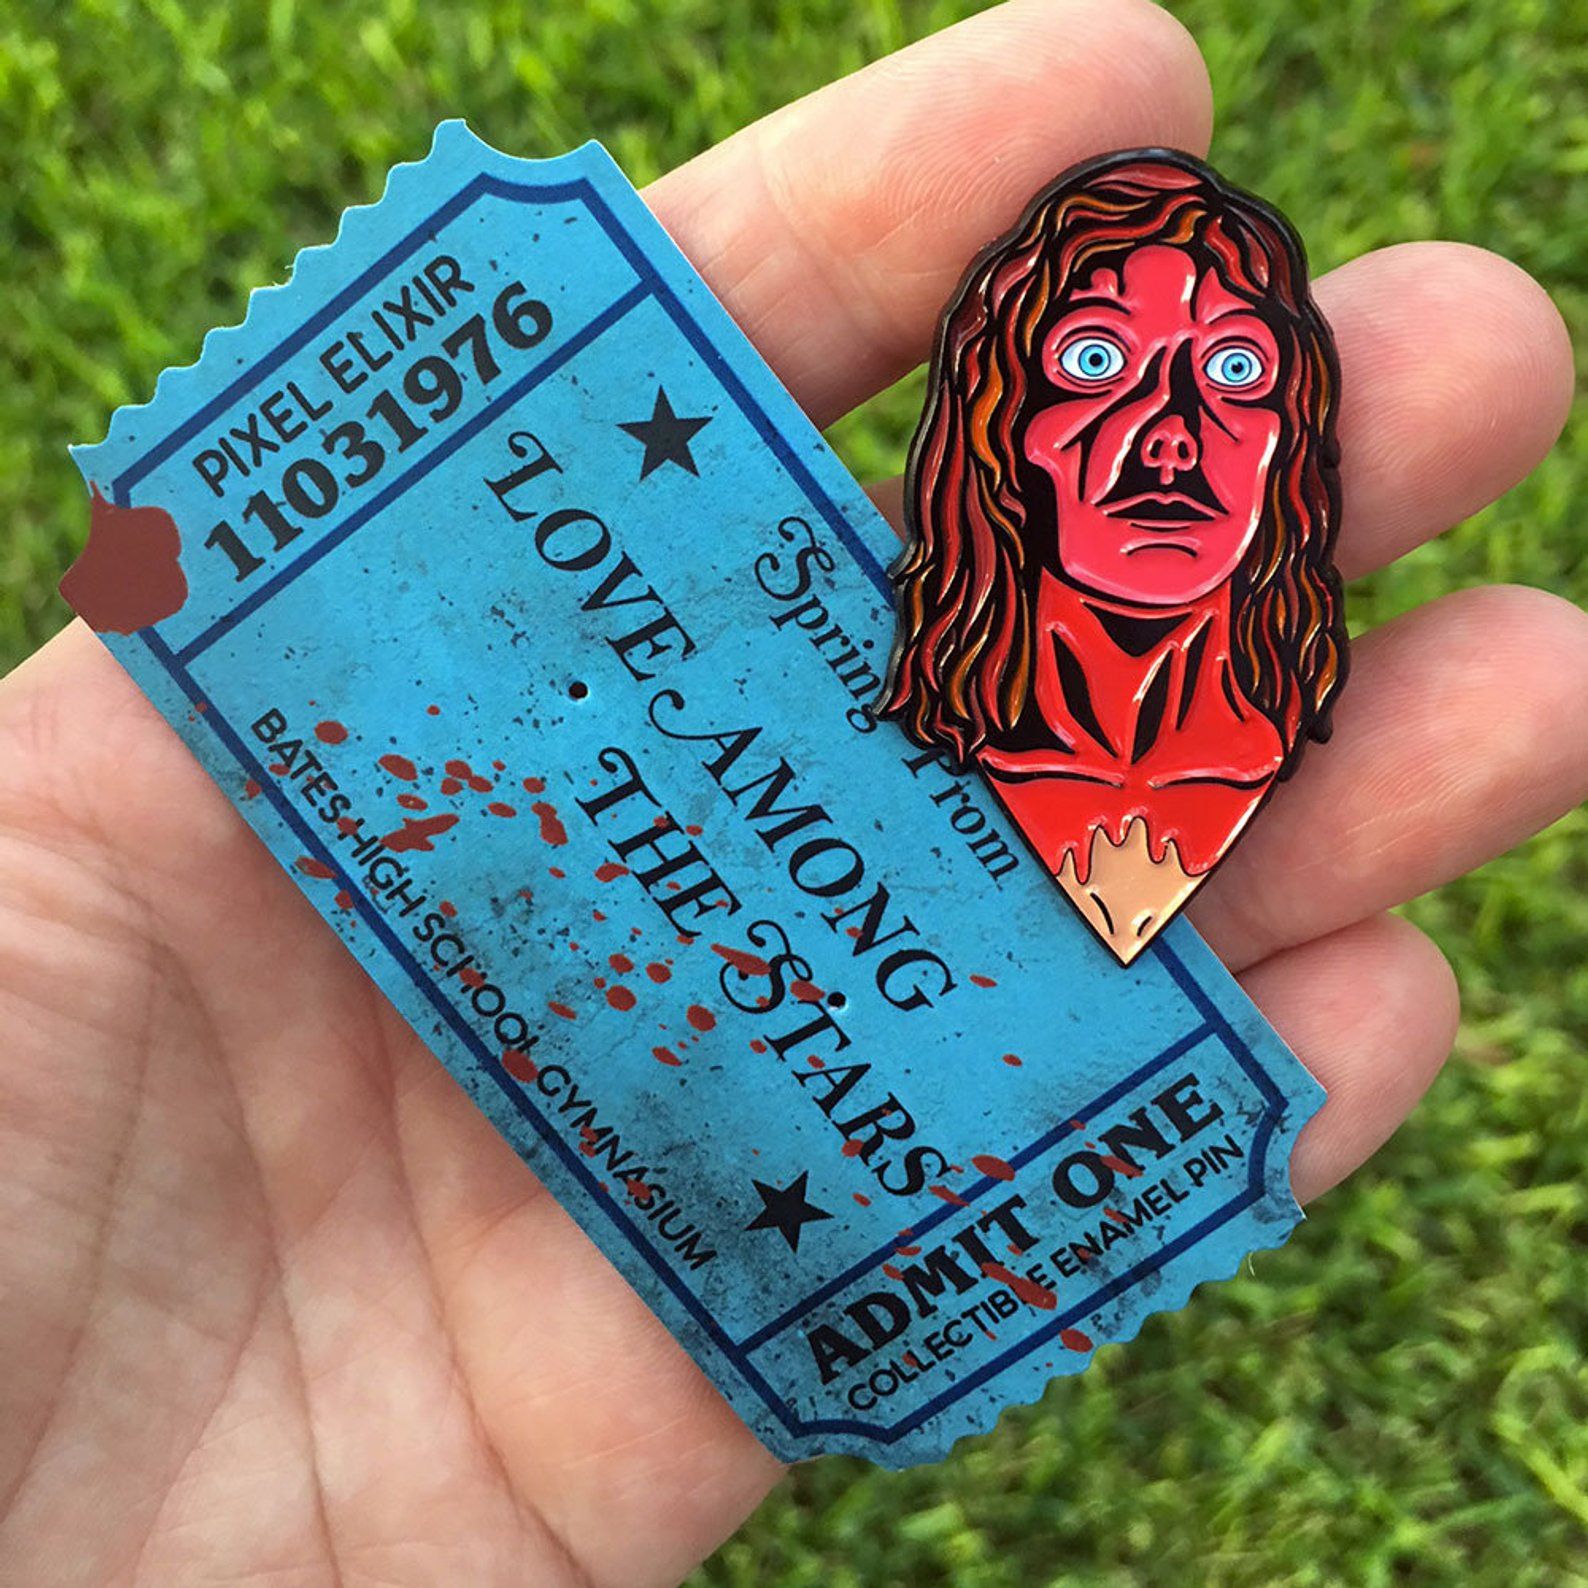 PIXEL ELIXIR
11031976
Spring Prom
LOVE AMONG
THE STARS
BATES HIGH SCHOOL GYMNASIUM
ADMIT ONE
COLLECTIBLE ENAMEL PIN